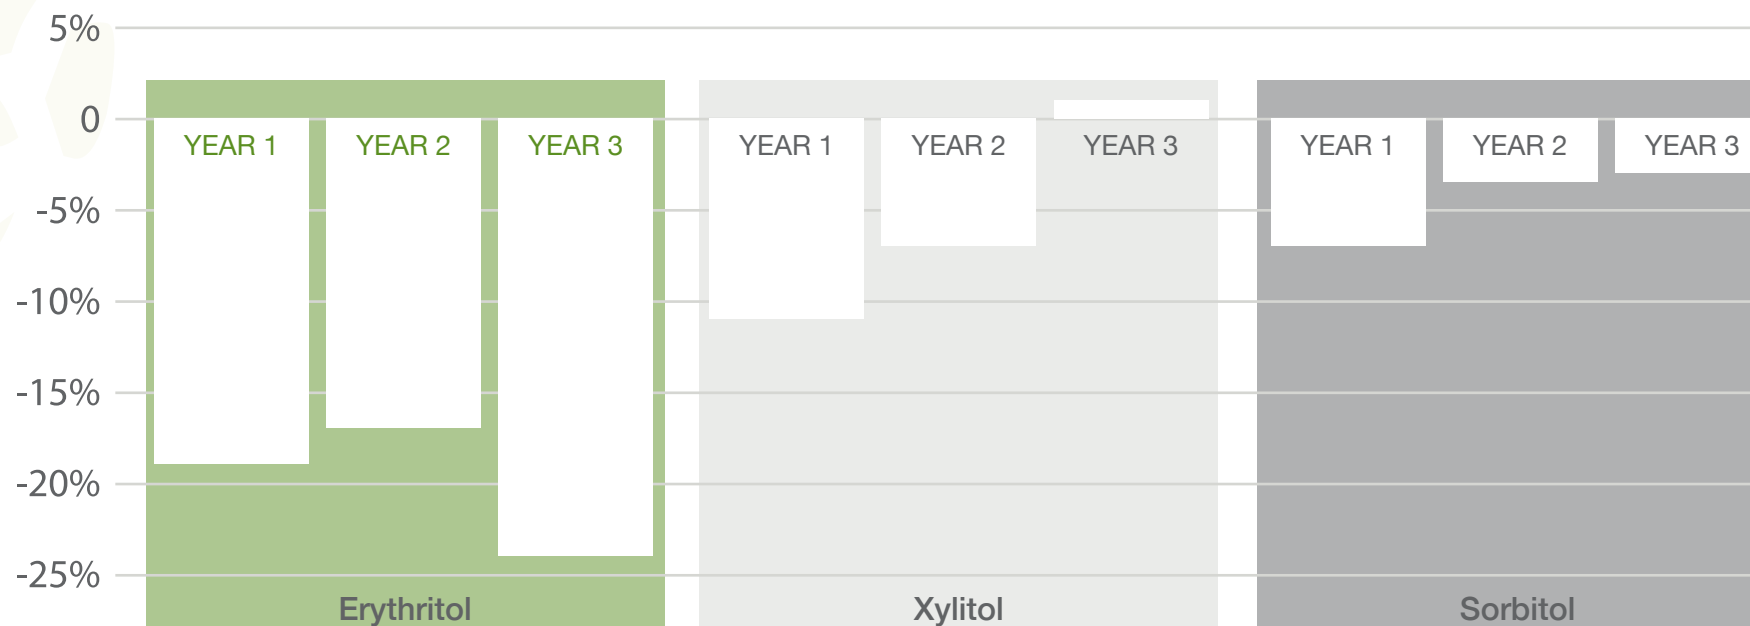 5%
0
-5%
-10%
-15%
-20%
-25%
YEAR 1 YEAR 2 YEAR 3
YEAR 1 YEAR 2 YEAR 3
YEAR 1 YEAR 2 YEAR 3
Erythritol
Xylitol
Sorbitol